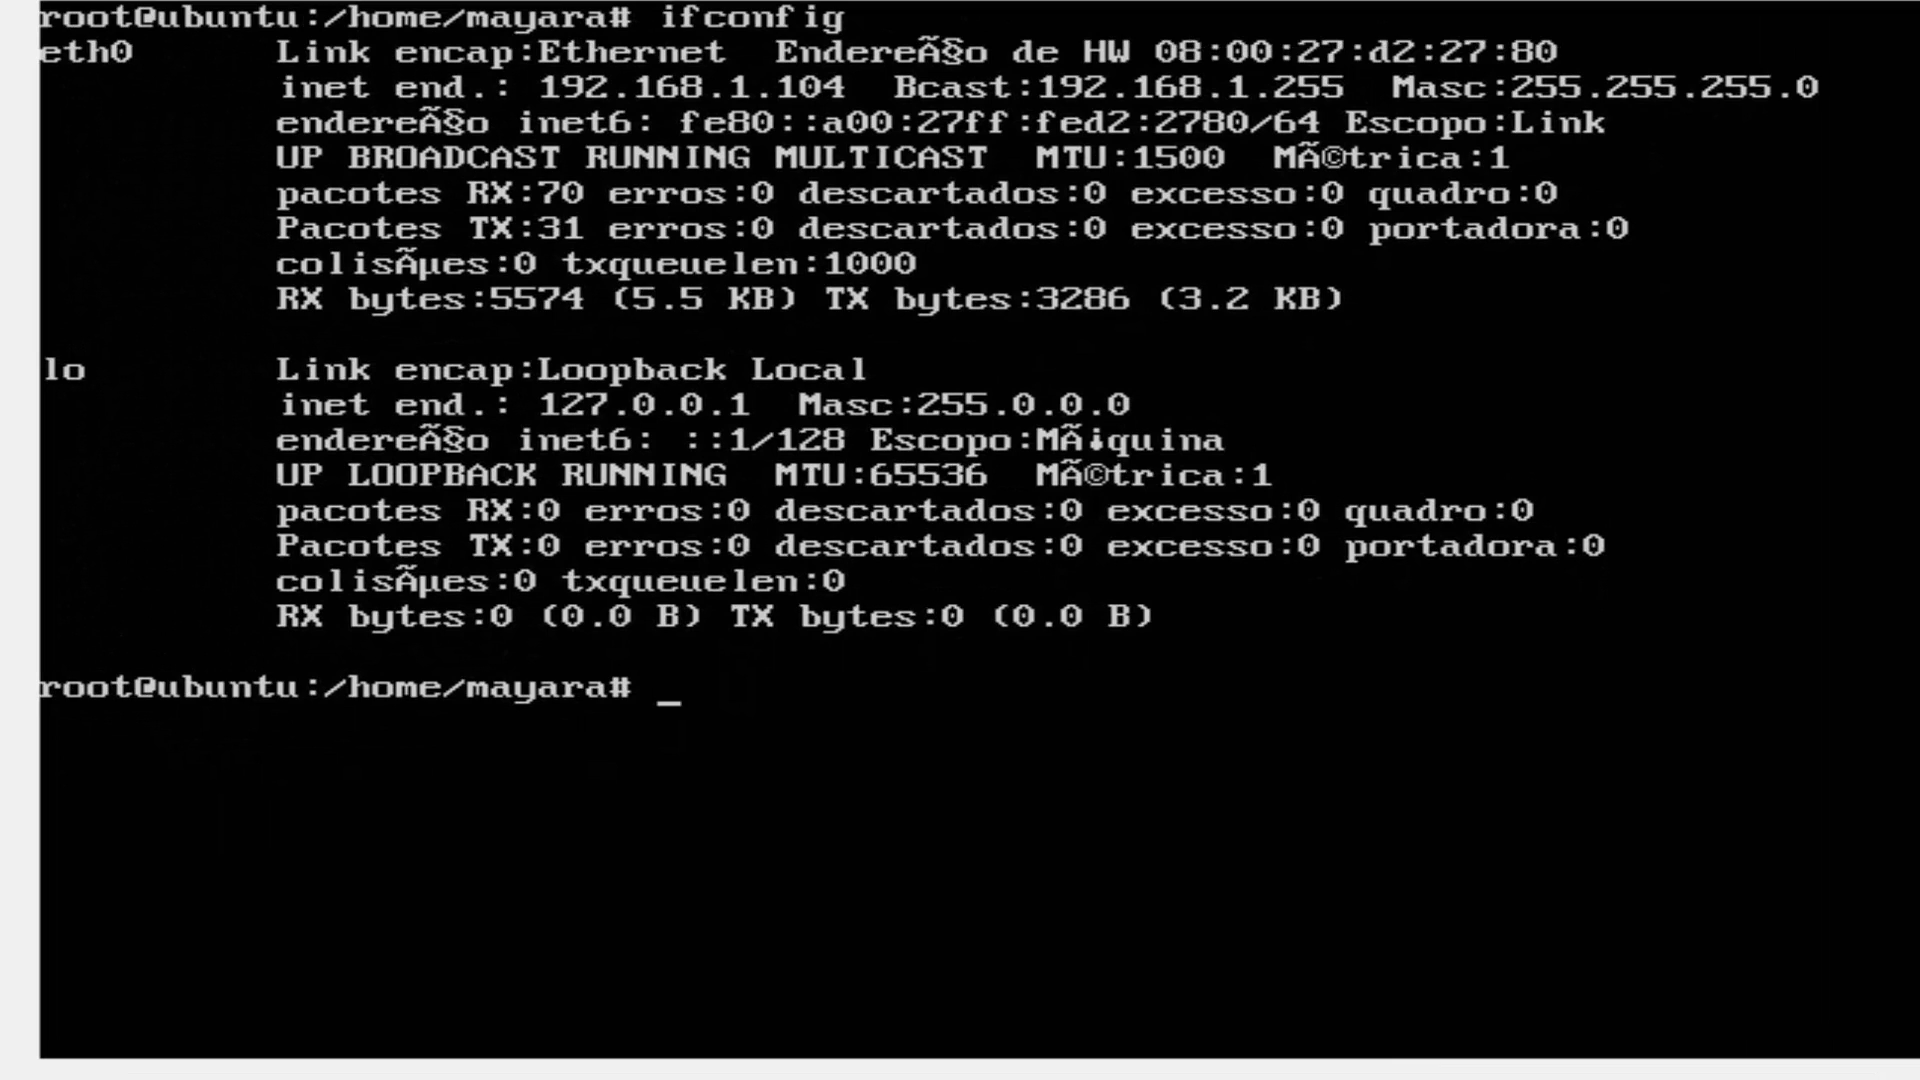 root@ubuntu:/home/mayara# ifconfig
eth0 Link encap:Ethernet EndereÃ§o de HW 08:00:27:d2:27:80
inet end.: 192.168.1.104 Bcast:192.168.1.255 Masc:255.255.255.0
endereÃ§o inet6: fe80::a00:27ff:fed2:2780/64 Escopo:Link
UP BROADCAST RUNNING MULTICAST MTU:1500 MÃ©trica:1
pacotes RX:70 erros:0 descartados:0 excesso:0 quadro:0
Pacotes TX:31 erros:0 descartados:0 excesso:0 portadora:0
colisÃµes:0 txqueuelen:1000
RX bytes:5574 (5.5 KB) TX bytes:3286 (3.2 KB)
lo Link encap:Loopback Local
inet end.: 127.0.0.1 Masc:255.0.0.0
endereÃ§o inet6: ::1/128 Escopo:MÃ¡quina
UP LOOPBACK RUNNING MTU:65536 MÃ©trica:1
pacotes RX:0 erros:0 descartados:0 excesso:0 quadro:0
Pacotes TX:0 erros:0 descartados:0 excesso:0 portadora:0
colisÃµes:0 txqueuelen:0
RX bytes:0 (0.0 B) TX bytes:0 (0.0 B)
root@ubuntu:/home/mayara# _